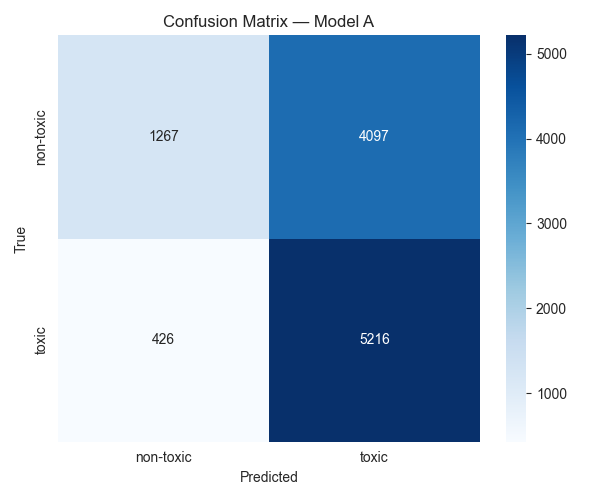 Confusion Matrix — Model A
non-toxic
1267
4097
True
toxic
426
5216
non-toxic
toxic
Predicted
5000
4000
3000
2000
1000